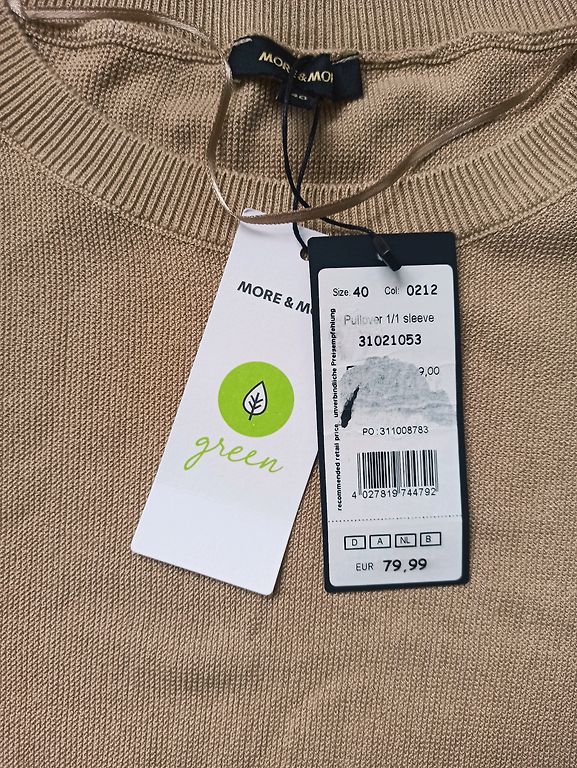 MORE & MO
40
MORE & M
green
Size: 40 Col: 0212
Pullover 1/1 sleeve
31021053
9,00
PO: 311008783
4 027819 744792
D A NL B
EUR 79,99
recommended retail price unverbindliche Preisempfehlung